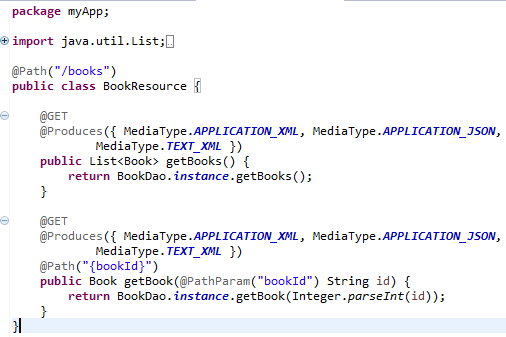 package myApp;
import java.util.List;
@Path("/books")
public class BookResource {
@GET
@Produces({ MediaType.APPLICATION_XML, MediaType.APPLICATION_JSON,
MediaType.TEXT_XML })
public List<Book> getBooks() {
return BookDao.instance.getBooks();
}
@GET
@Produces({ MediaType.APPLICATION_XML, MediaType.APPLICATION_JSON,
MediaType.TEXT_XML })
@Path("{bookId}")
public Book getBook(@PathParam("bookId") String id) {
return BookDao.instance.getBook(Integer.parseInt(id));
}
}